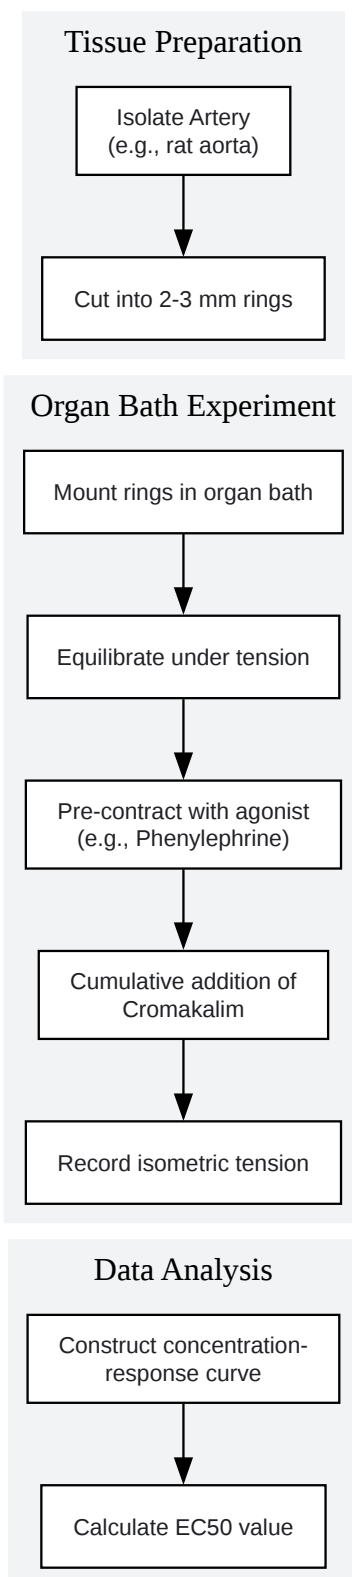 Tissue Preparation
Isolate Artery
(e.g., rat aorta)
Cut into 2-3 mm rings
Organ Bath Experiment
Mount rings in organ bath
Equilibrate under tension
Pre-contract with agonist
(e.g., Phenylephrine)
Cumulative addition of
Cromakalim
Record isometric tension
Data Analysis
Construct concentration-
response curve
Calculate EC50 value